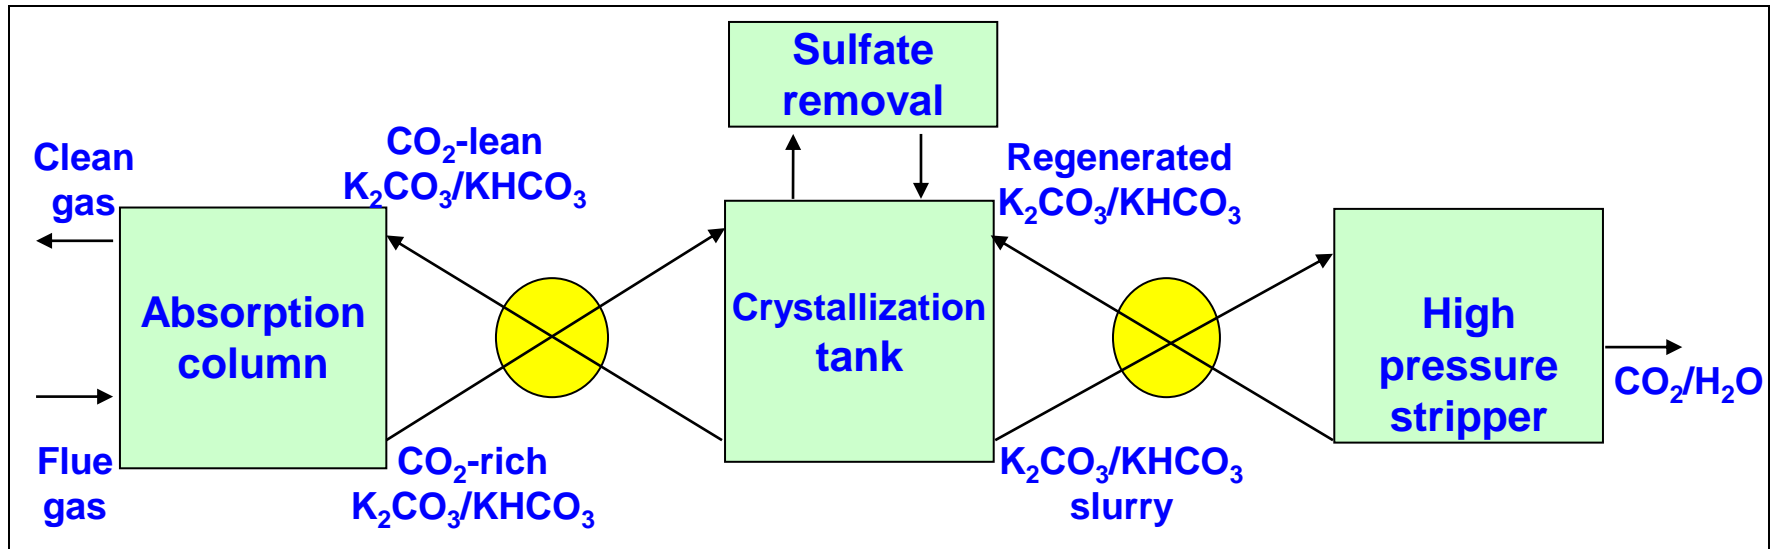 Sulfate
removal
Clean
gas
CO₂-lean
K₂CO₃/KHCO₃
Regenerated
K₂CO₃/KHCO₃
Absorption
column
Crystallization
tank
High
pressure
stripper
CO₂/H₂O
Flue
gas
CO₂-rich
K₂CO₃/KHCO₃
K₂CO₃/KHCO₃
slurry